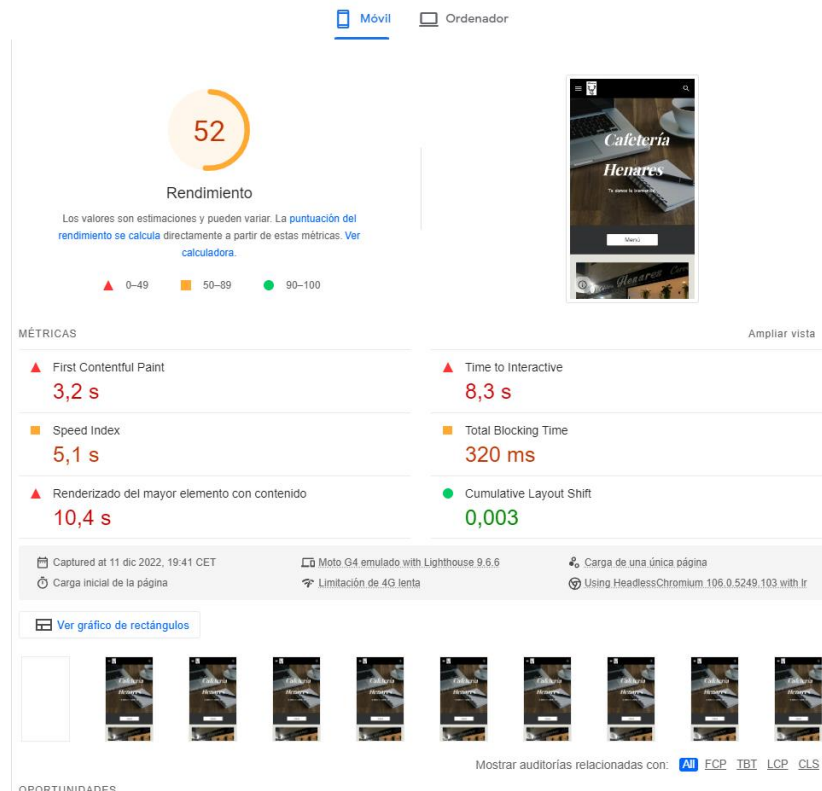 Móvil
Ordenador
52
Rendimiento
Los valores son estimaciones y pueden variar. La puntuación del
rendimiento se calcula directamente a partir de estas métricas. Ver
calculadora.
0–49
50–89
90–100
Cafetería
Henares
Menú
MÉTRICAS
Ampliar vista
First Contentful Paint
3,2 s
Time to Interactive
8,3 s
Speed Index
5,1 s
Total Blocking Time
320 ms
Renderizado del mayor elemento con contenido
10,4 s
Cumulative Layout Shift
0,003
Captured at 11 dic 2022, 19:41 CET
Moto G4 emulado with Lighthouse 9.6.6
Carga de una única página
Carga inicial de la página
Limitación de 4G lenta
Using HeadlessChromium 106.0.5249.103 with lr
Ver gráfico de rectángulos
Mostrar auditorías relacionadas con: All FCP TBT LCP CLS
OPORTUNIDADES